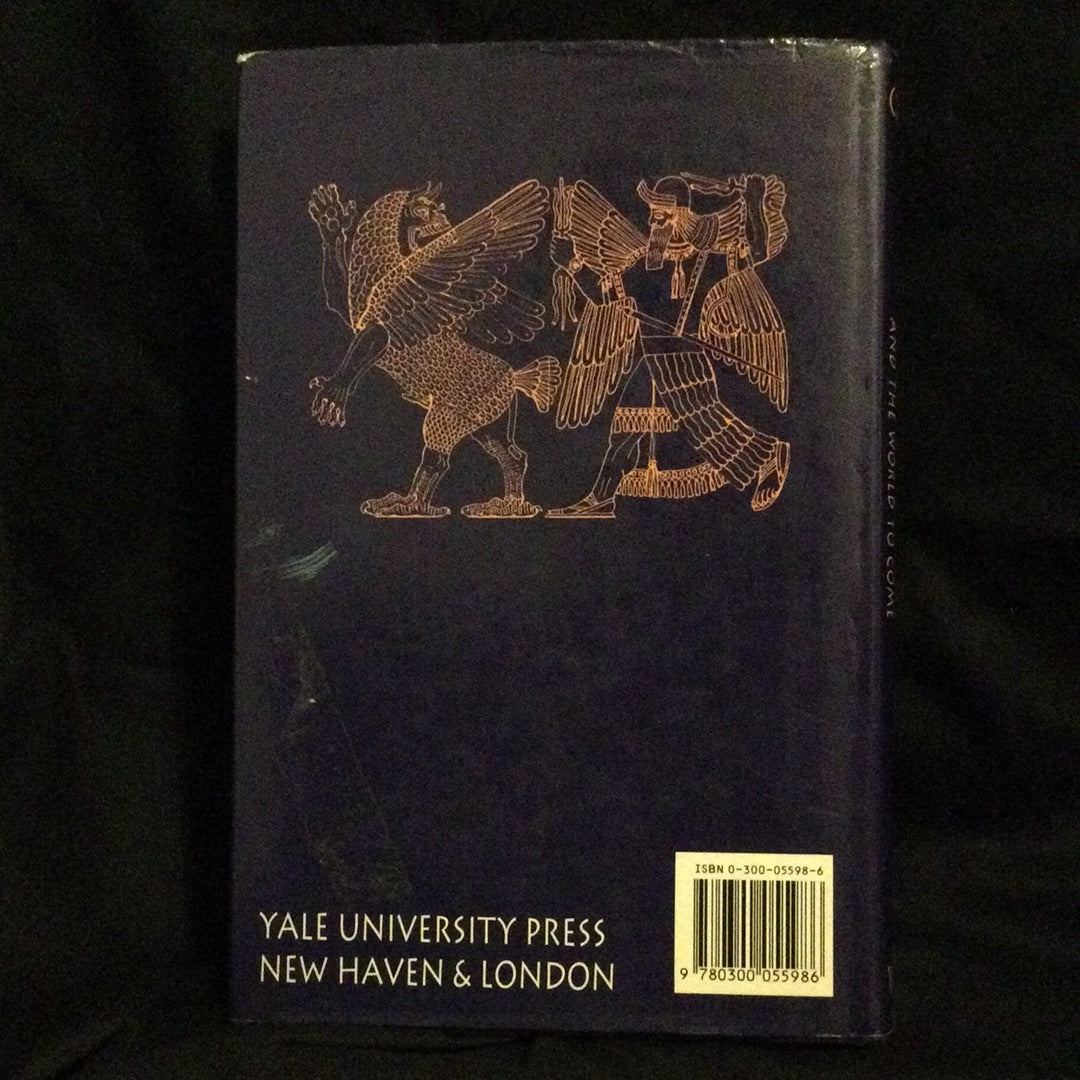 AND THE WORLD TO COME
YALE UNIVERSITY PRESS
NEW HAVEN & LONDON
ISBN 0-300-05598-6
9 780300 055986